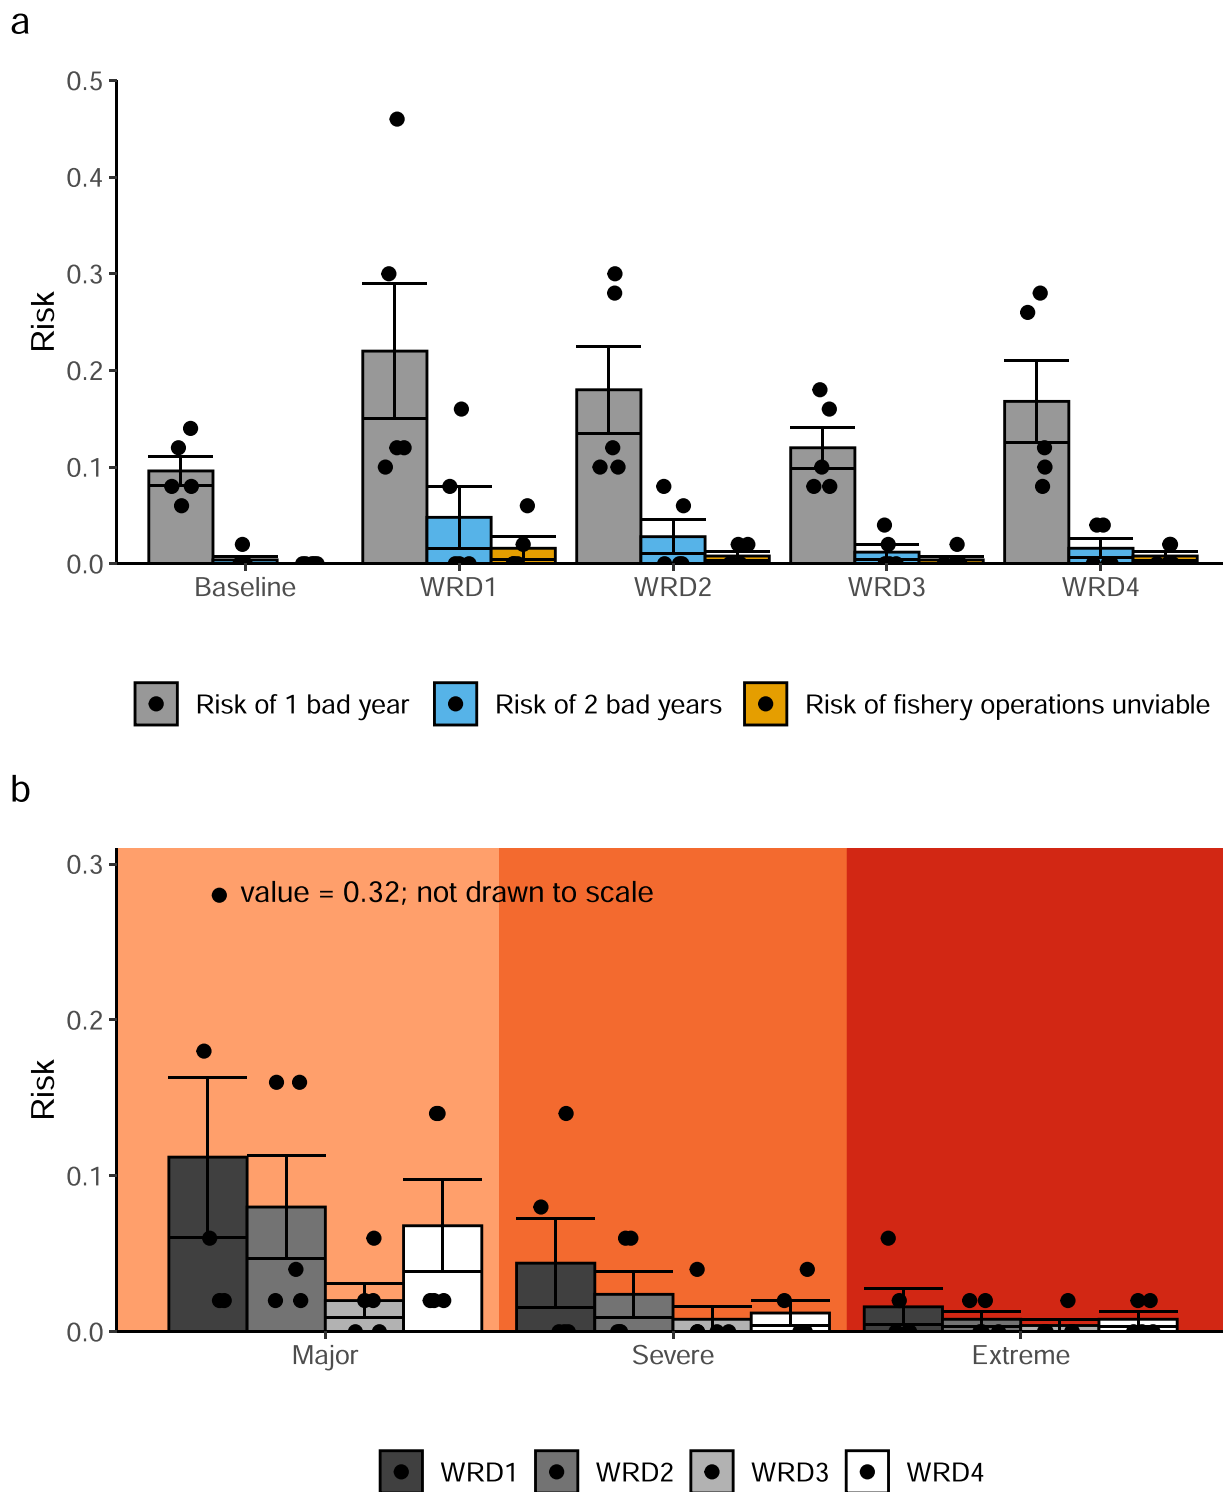 a
0.5
0.4
0.3
0.2
0.1
0.0
Risk
Baseline WRD1 WRD2 WRD3 WRD4
Risk of 1 bad year Risk of 2 bad years Risk of fishery operations unviable
b
0.3
0.2
0.1
0.0
Risk
value = 0.32; not drawn to scale
Major Severe Extreme
WRD1 WRD2 WRD3 WRD4